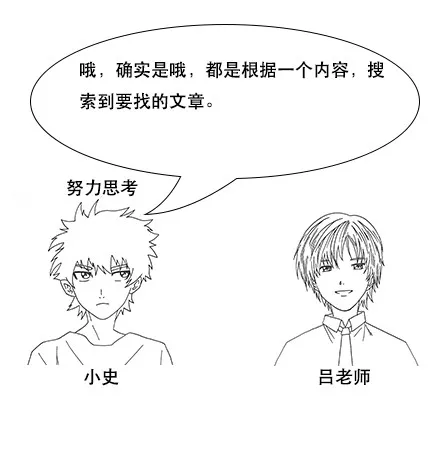 哦，确实是哦，都是根据一个内容，搜
索到要找的文章。
努力思考
小史
吕老师